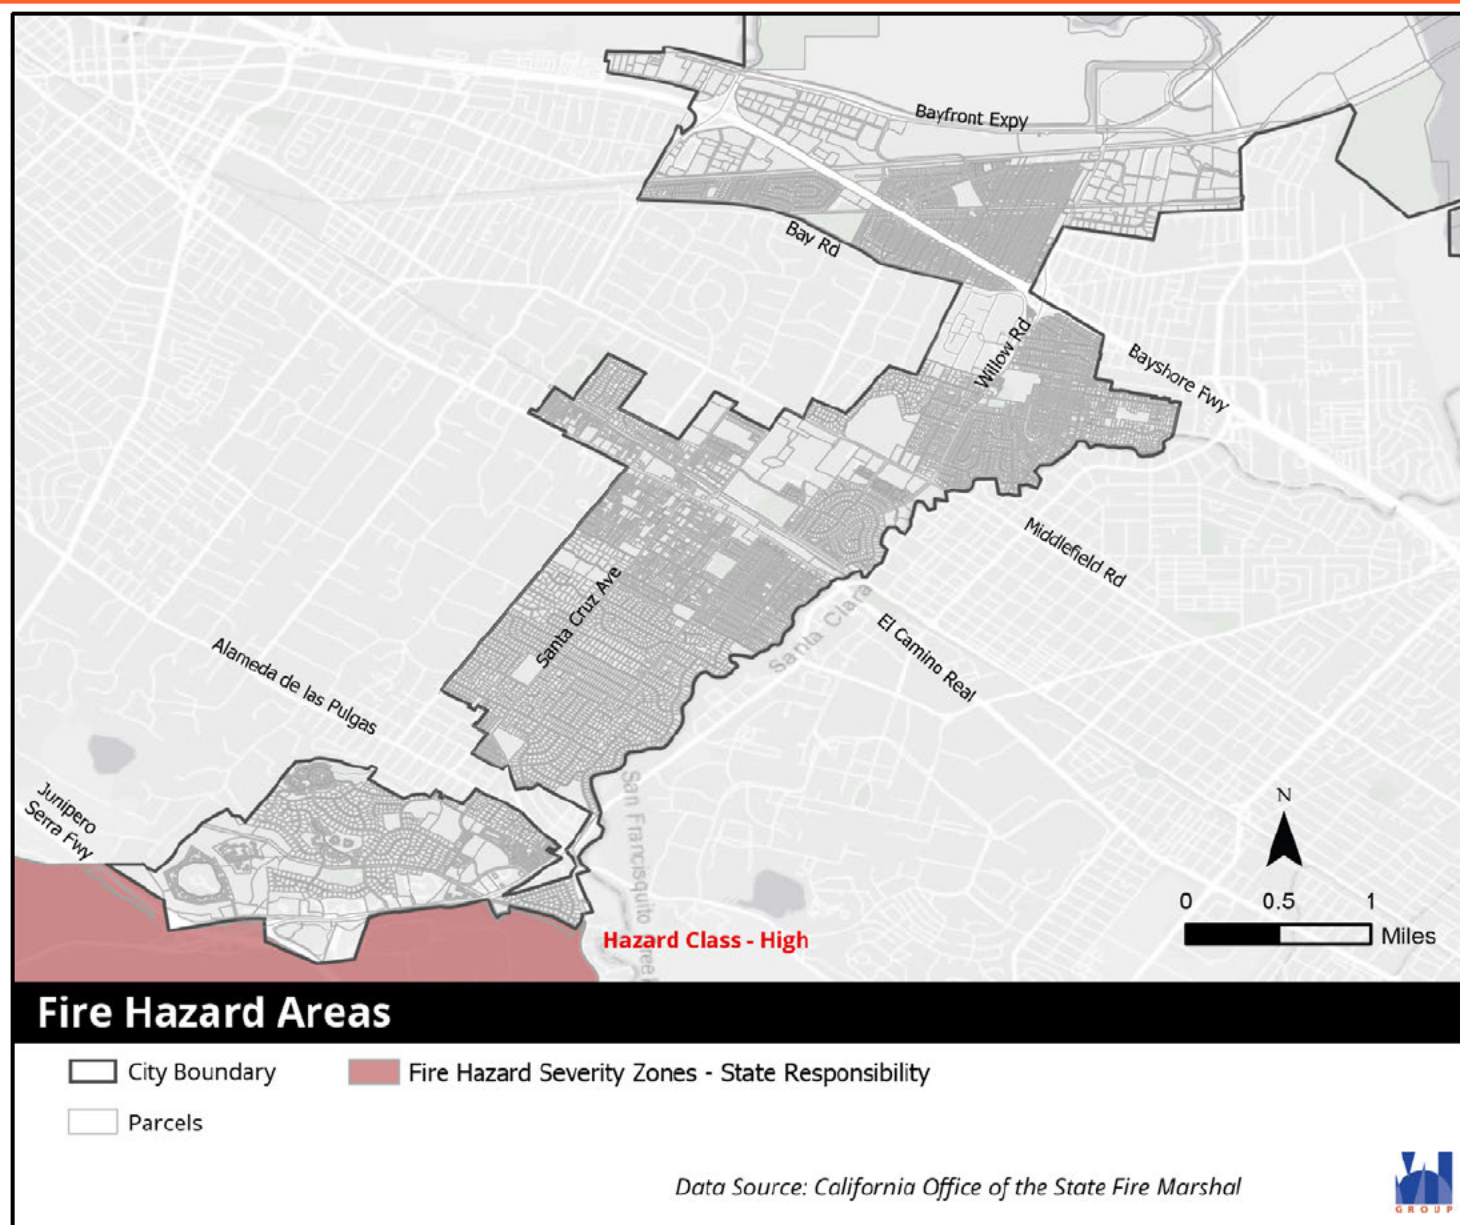 Bayfront Expy
Bay Rd
Willow Rd
Bayshore Fwy
Middlefield Rd
Santa Cruz Ave
Santa Clara
El Camino Real
Alameda de las Pulgas
Junipero
Serra Fwy
San Francisquito Creek
N
0 0.5 1
Miles
Hazard Class - High
Fire Hazard Areas
City Boundary
Fire Hazard Severity Zones - State Responsibility
Parcels
Data Source: California Office of the State Fire Marshal
GROUP